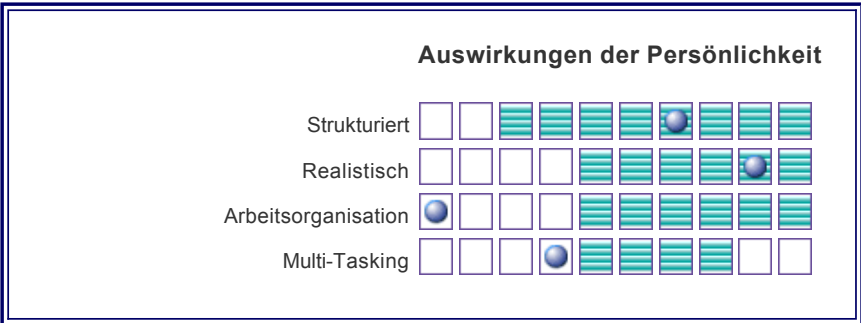 Auswirkungen der Persönlichkeit
Strukturiert
Realistisch
Arbeitsorganisation
Multi-Tasking